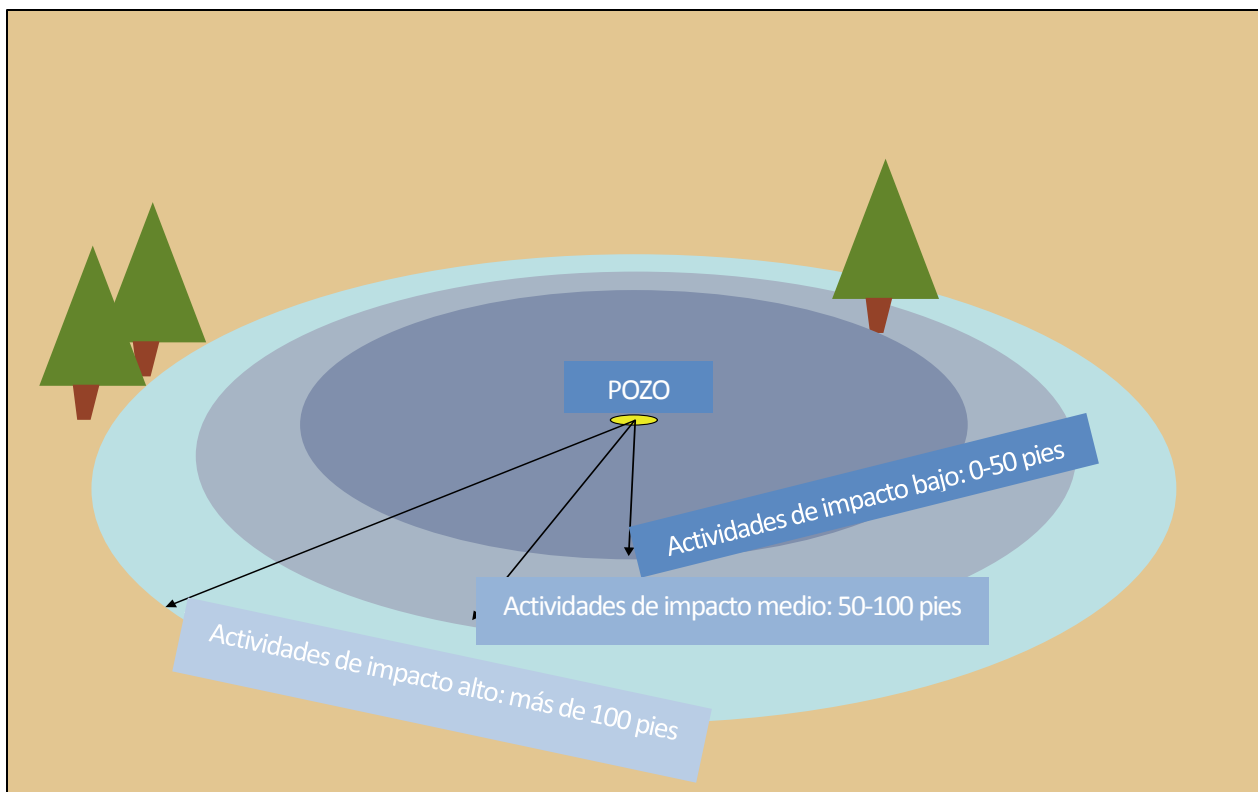 POZO
Actividades de impacto bajo: 0-50 pies
Actividades de impacto medio: 50-100 pies
Actividades de impacto alto: más de 100 pies